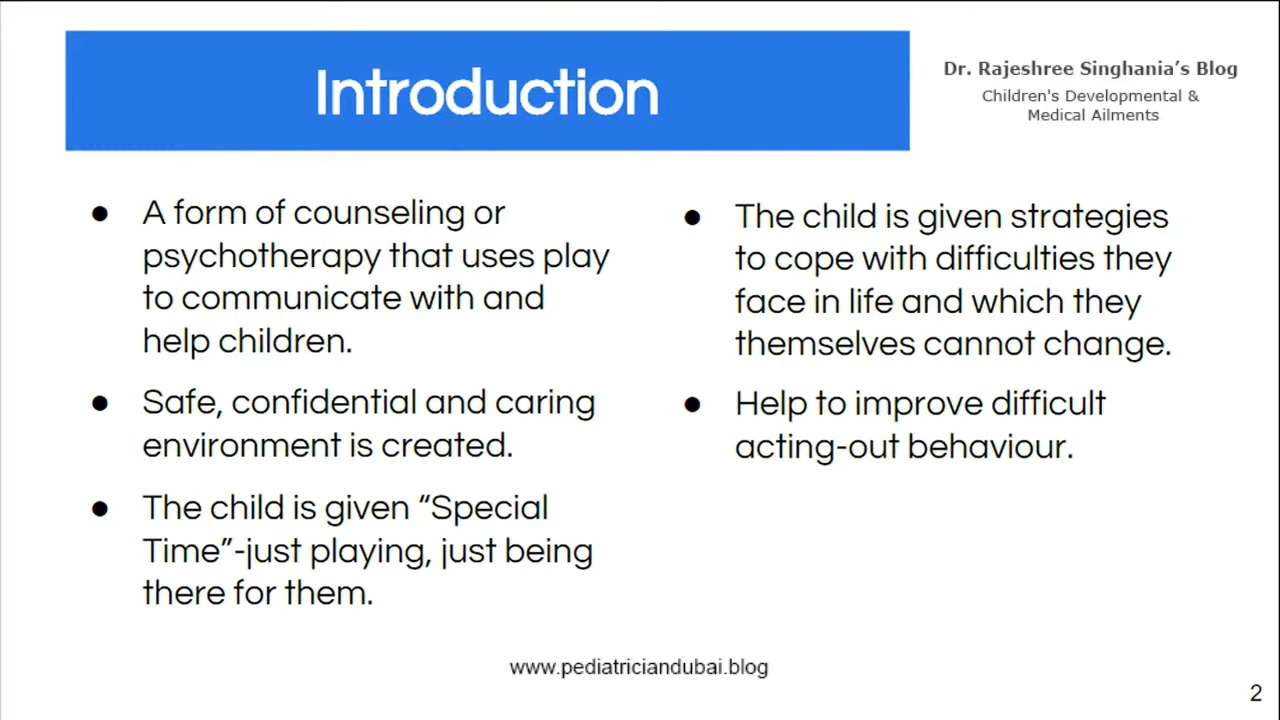 Introduction
Dr. Rajeshree Singhania’s Blog
Children's Developmental &
Medical Ailments
● A form of counseling or
psychotherapy that uses play
to communicate with and
help children.
● Safe, confidential and caring
environment is created.
● The child is given “Special
Time”-just playing, just being
there for them.
● The child is given strategies
to cope with difficulties they
face in life and which they
themselves cannot change.
● Help to improve difficult
acting-out behaviour.
www.pediatriciandubai.blog
2